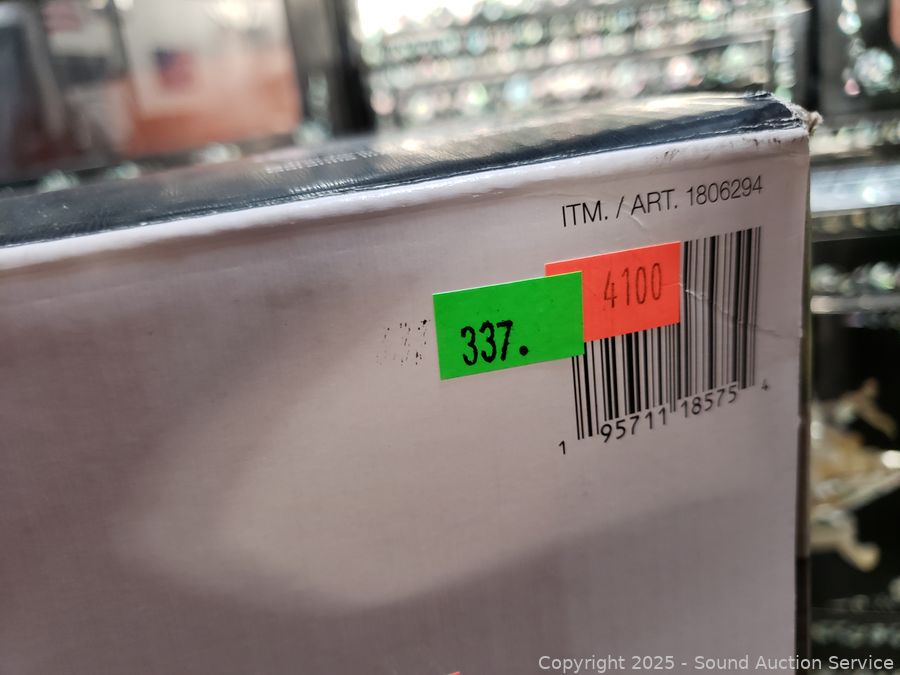 ITM. / ART. 1806294
4100
337.
1 95711 18575 4
Copyright © 2025 - Sound Auction Service